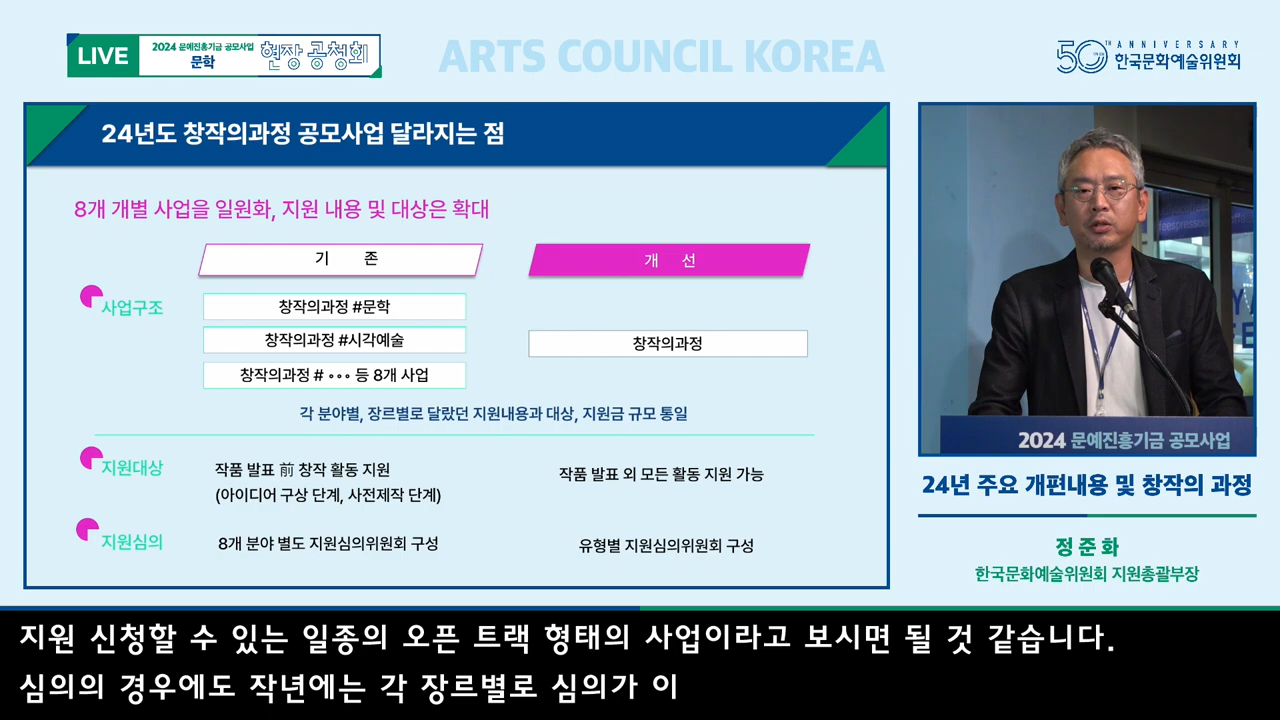 LIVE
2024 문예진흥기금 공모사업
문학
현장 공청회
ARTS COUNCIL KOREA
50TH ANNIVERSARY
한국문화예술위원회
24년도 창작의과정 공모사업 달라지는 점
8개 개별 사업을 일원화, 지원 내용 및 대상은 확대
기 존
개 선
사업구조
창작의과정 #문학
창작의과정 #시각예술
창작의과정 # ∘∘∘ 등 8개 사업
창작의과정
각 분야별, 장르별로 달랐던 지원내용과 대상, 지원금 규모 통일
지원대상
작품 발표 前 창작 활동 지원
(아이디어 구상 단계, 사전제작 단계)
작품 발표 외 모든 활동 지원 가능
지원심의
8개 분야 별도 지원심의위원회 구성
유형별 지원심의위원회 구성
2024 문예진흥기금 공모사업
24년 주요 개편내용 및 창작의 과정
정 준 화
한국문화예술위원회 지원총괄부장
지원 신청할 수 있는 일종의 오픈 트랙 형태의 사업이라고 보시면 될 것 같습니다.
심의의 경우에도 작년에는 각 장르별로 심의가 이